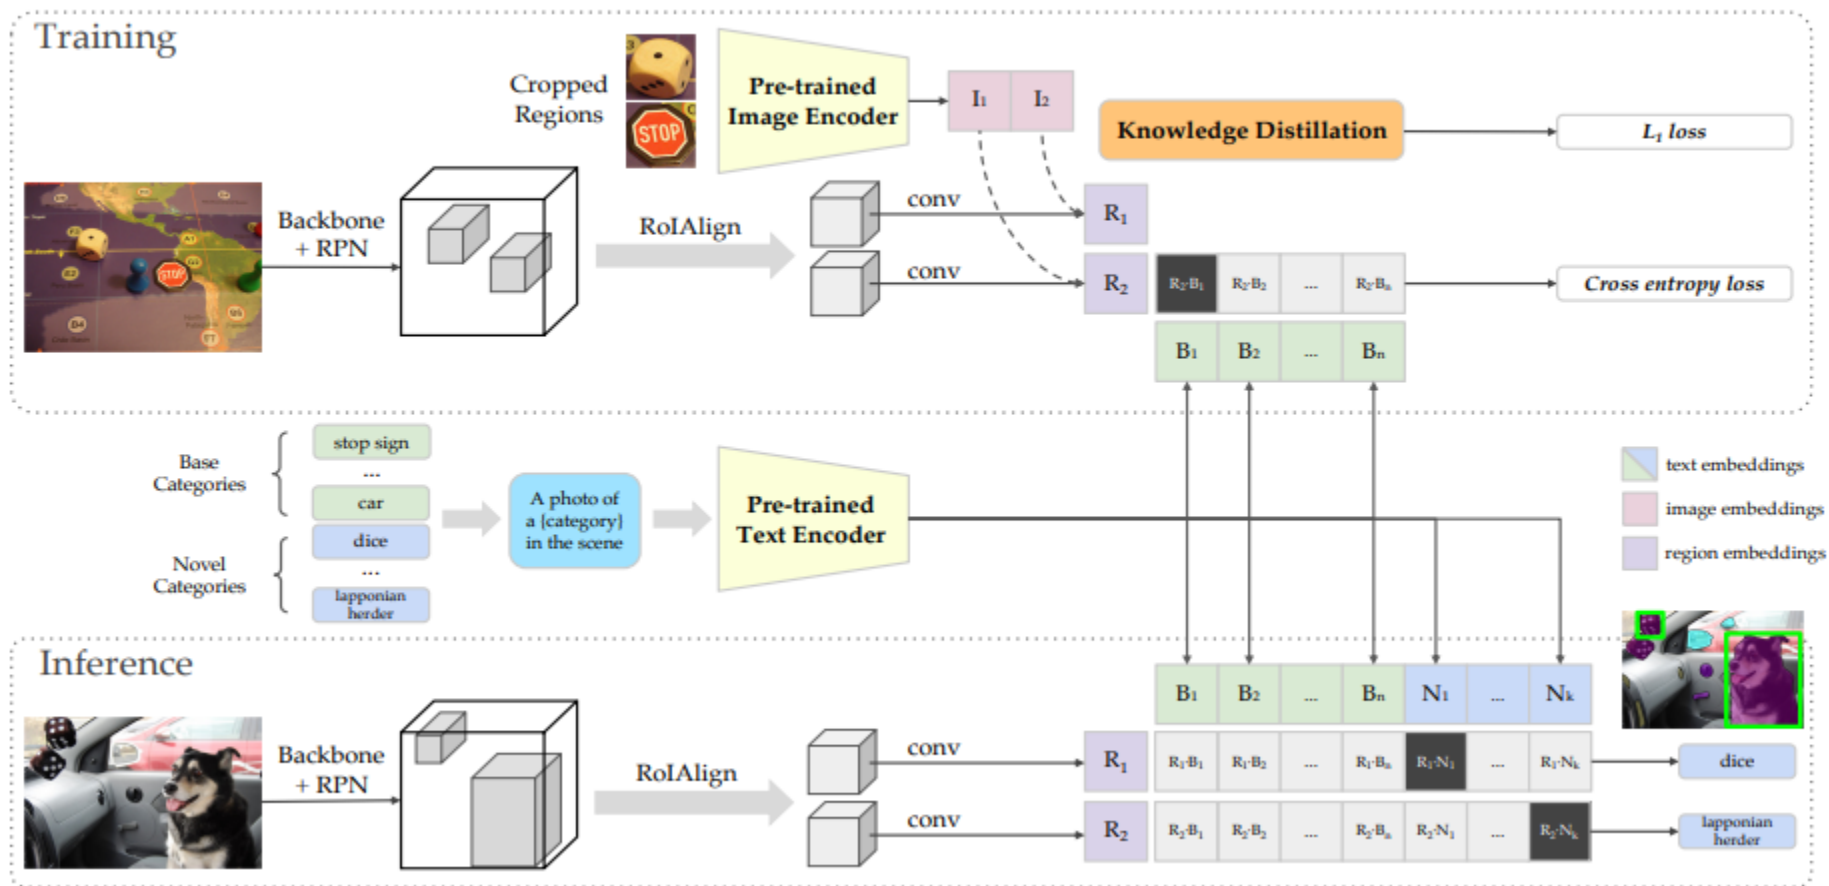 Training
Cropped
Regions
STOP
Pre-trained
Image Encoder
I1
I2
Knowledge Distillation
L1 loss
Backbone
+ RPN
RoIAlign
conv
R1
conv
R2
R2·B1
R2·B2
...
R2·Bn
Cross entropy loss
STOP
B1
B2
...
Bn
Base
Categories
stop sign
...
car
Novel
Categories
dice
...
lapponian
herder
A photo of
a {category}
in the scene
Pre-trained
Text Encoder
text embeddings
image embeddings
region embeddings
Inference
Backbone
+ RPN
RoIAlign
B1
B2
...
Bn
N1
...
Nk
conv
R1
R1·B1
R1·B2
...
R1·Bn
R1·N1
...
R1·Nk
dice
conv
R2
R2·B1
R2·B2
...
R2·Bn
R2·N1
...
R2·Nk
lapponian
herder